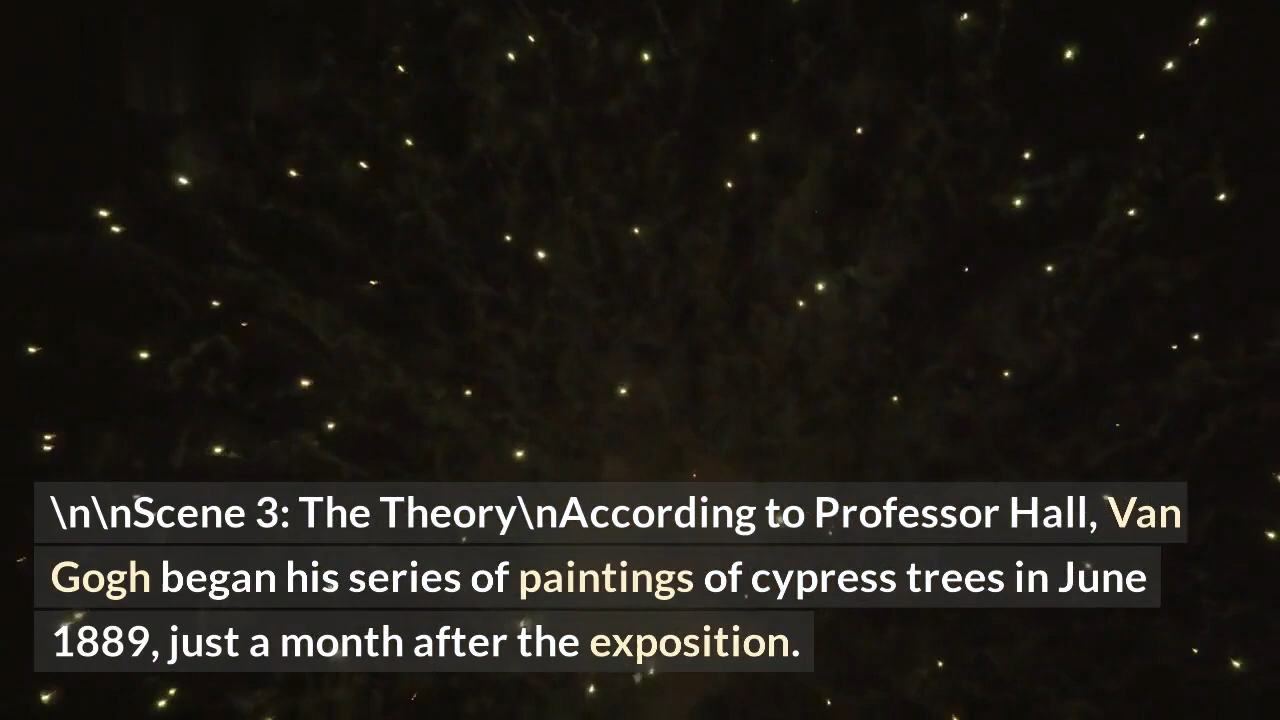 \n\nScene 3: The Theory\nAccording to Professor Hall, Van
Gogh began his series of paintings of cypress trees in June
1889, just a month after the exposition.